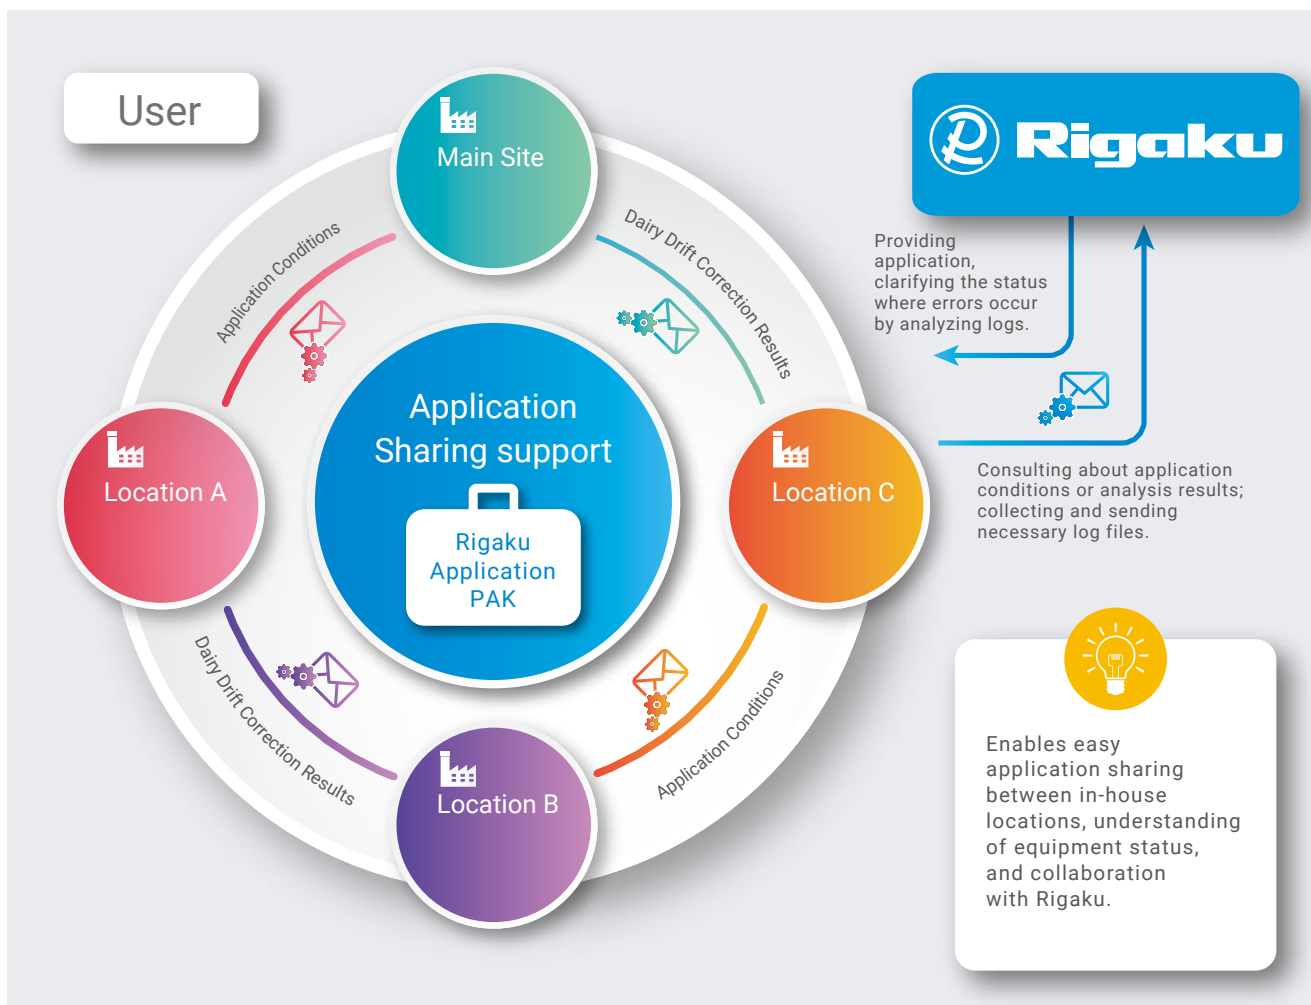 User
Main Site
Rigaku
Application Conditions
Dairy Drift Correction Results
Providing
application,
clarifying the status
where errors occur
by analyzing logs.
Application
Sharing support
Rigaku
Application
PAK
Location A
Location C
Consulting about application
conditions or analysis results;
collecting and sending
necessary log files.
Dairy Drift Correction Results
Application Conditions
Location B
Enables easy
application sharing
between in-house
locations, understanding
of equipment status,
and collaboration
with Rigaku.